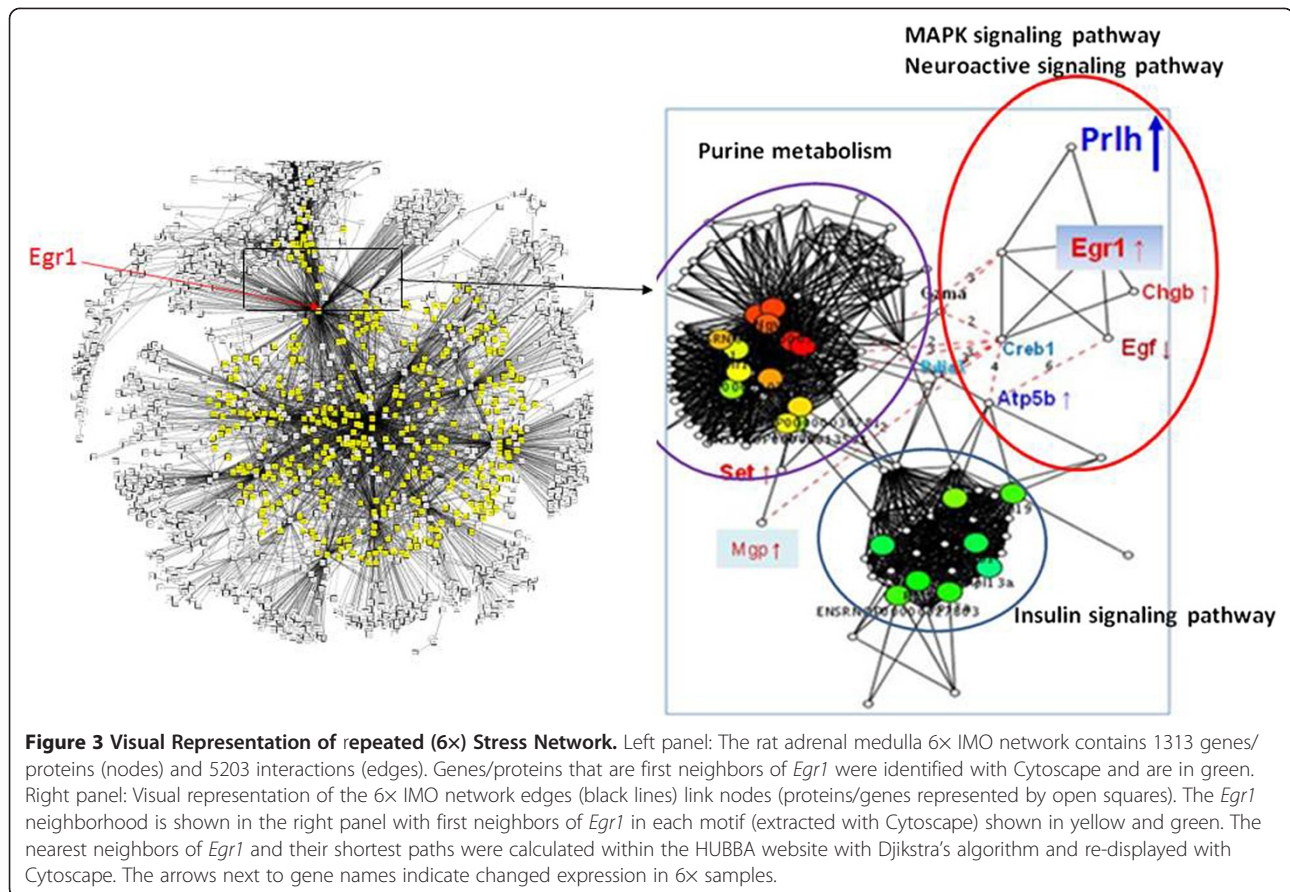 MAPK signaling pathway
Neuroactive signaling pathway
Purine metabolism
Prlh
Egr1
Egr1 ↑
3
Chgb ↑
2
Creb1
Egf ↓
4
6
Atp5b ↑
Set ↑
Mgp ↑
Insulin signaling pathway
Figure 3 Visual Representation of repeated (6×) Stress Network. Left panel: The rat adrenal medulla 6× IMO network contains 1313 genes/
proteins (nodes) and 5203 interactions (edges). Genes/proteins that are first neighbors of Egr1 were identified with Cytoscape and are in green.
Right panel: Visual representation of the 6× IMO network edges (black lines) link nodes (proteins/genes represented by open squares). The Egr1
neighborhood is shown in the right panel with first neighbors of Egr1 in each motif (extracted with Cytoscape) shown in yellow and green. The
nearest neighbors of Egr1 and their shortest paths were calculated within the HUBBA website with Djikstra's algorithm and re-displayed with
Cytoscape. The arrows next to gene names indicate changed expression in 6× samples.